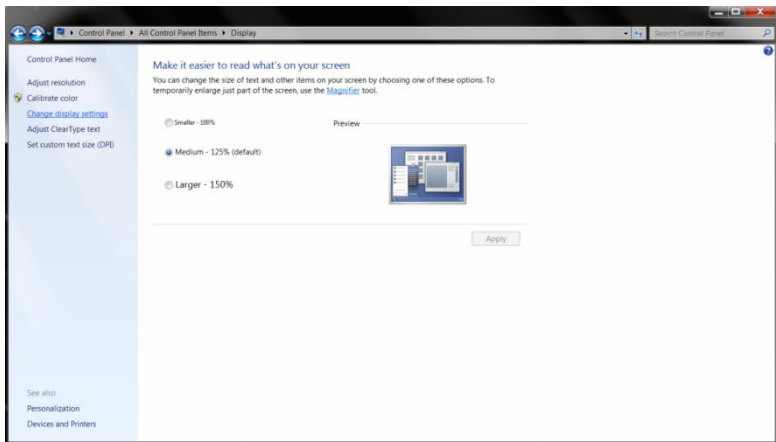 Control Panel ▸ All Control Panel Items ▸ Display
Search Control Panel
Control Panel Home
Adjust resolution
Calibrate color
Change display settings
Adjust ClearType text
Set custom text size (DPI)
Make it easier to read what's on your screen
You can change the size of text and other items on your screen by choosing one of these options. To
temporarily enlarge just part of the screen, use the Magnifier tool.
Smaller - 100%
Preview
Medium - 125% (default)
Larger - 150%
Apply
See also
Personalization
Devices and Printers